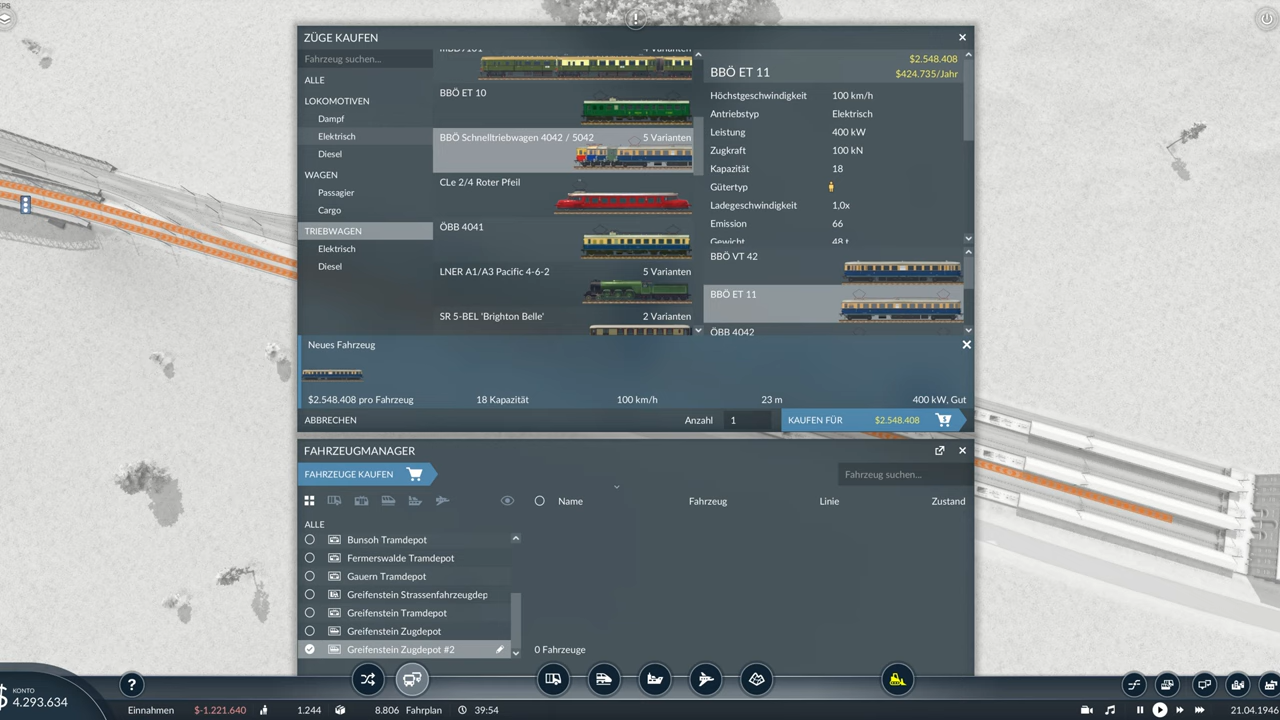 PS
ZÜGE KAUFEN
Fahrzeug suchen...
ALLE
LOKOMOTIVEN
Dampf
Elektrisch
Diesel
WAGEN
Passagier
Cargo
TRIEBWAGEN
Elektrisch
Diesel
4 Varianten
BBÖ ET 10
BBÖ Schnelltriebwagen 4042 / 5042 5 Varianten
CLe 2/4 Roter Pfeil
ÖBB 4041
LNER A1/A3 Pacific 4-6-2 5 Varianten
SR 5-BEL 'Brighton Belle' 2 Varianten
$2.548.408
BBÖ ET 11 $424.735/Jahr
Höchstgeschwindigkeit 100 km/h
Antriebstyp Elektrisch
Leistung 400 kW
Zugkraft 100 kN
Kapazität 18
Gütertyp
Ladegeschwindigkeit 1,0x
Emission 66
Gewicht 48 t
BBÖ VT 42
BBÖ ET 11
ÖBB 4042
Neues Fahrzeug
$2.548.408 pro Fahrzeug 18 Kapazität 100 km/h 23 m 400 kW, Gut
ABBRECHEN Anzahl 1 KAUFEN FÜR $2.548.408
FAHRZEUGMANAGER
FAHRZEUGE KAUFEN Fahrzeug suchen...
Name Fahrzeug Linie Zustand
ALLE
Bunsoh Tramdepot
Fermerswalde Tramdepot
Gauern Tramdepot
Greifenstein Strassenfahrzeugdep
Greifenstein Tramdepot
Greifenstein Zugdepot
Greifenstein Zugdepot #2 0 Fahrzeuge
?
KONTO
$ 4.293.634
Einnahmen $-1.221.640 1.244 8.806 Fahrplan 39:54 21.04.1946